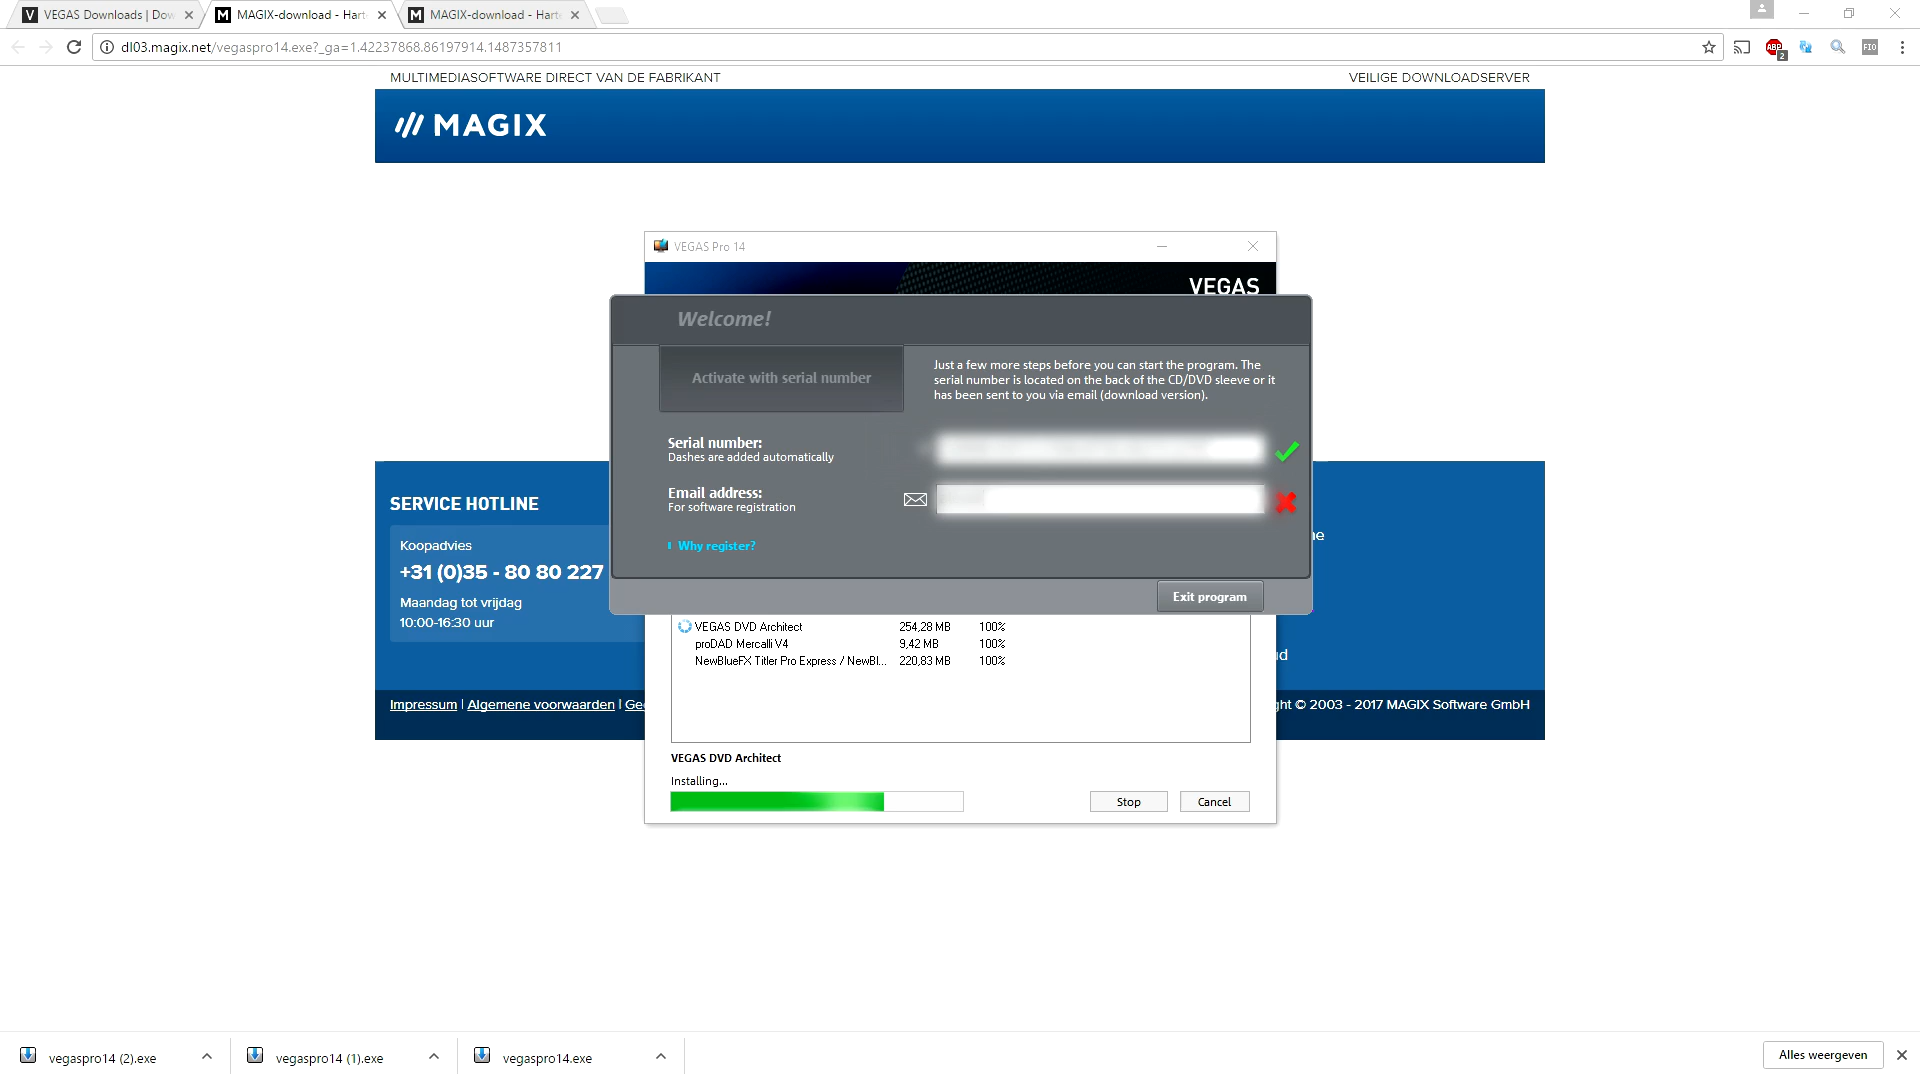 VEGAS Downloads | Dow
MAGIX-download - Harte
MAGIX-download - Harte
dl03.magix.net/vegaspro14.exe?_ga=1.42237868.86197914.1487357811
ABP
2
FIO
MULTIMEDIASOFTWARE DIRECT VAN DE FABRIKANT
VEILIGE DOWNLOADSERVER
MAGIX
VEGAS Pro 14
VEGAS
Welcome!
Activate with serial number
Just a few more steps before you can start the program. The
serial number is located on the back of the CD/DVD sleeve or it
has been sent to you via email (download version).
Serial number:
Dashes are added automatically
Email address:
For software registration
Why register?
Exit program
SERVICE HOTLINE
Koopadvies
+31 (0)35 - 80 80 227
Maandag tot vrijdag
10:00-16:30 uur
VEGAS DVD Architect 254,28 MB 100%
proDAD Mercalli V4 9,42 MB 100%
NewBlueFX Titler Pro Express / NewBl... 220,83 MB 100%
Impressum | Algemene voorwaarden | Ge
ght © 2003 - 2017 MAGIX Software GmbH
VEGAS DVD Architect
Installing...
Stop
Cancel
vegaspro14 (2).exe
vegaspro14 (1).exe
vegaspro14.exe
Alles weergeven